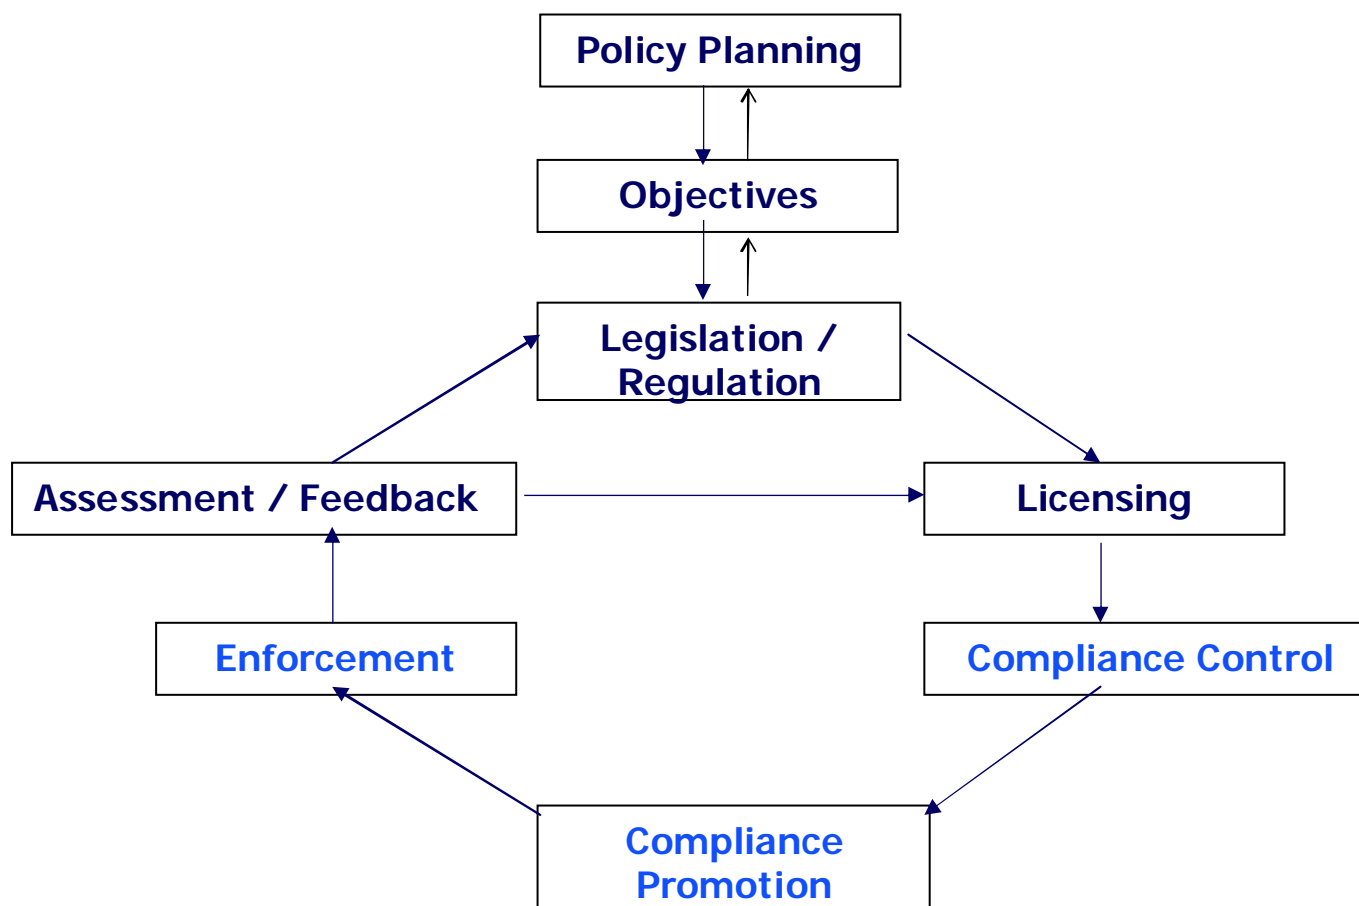 Policy Planning
Objectives
Legislation /
Regulation
Assessment / Feedback
Licensing
Enforcement
Compliance Control
Compliance
Promotion